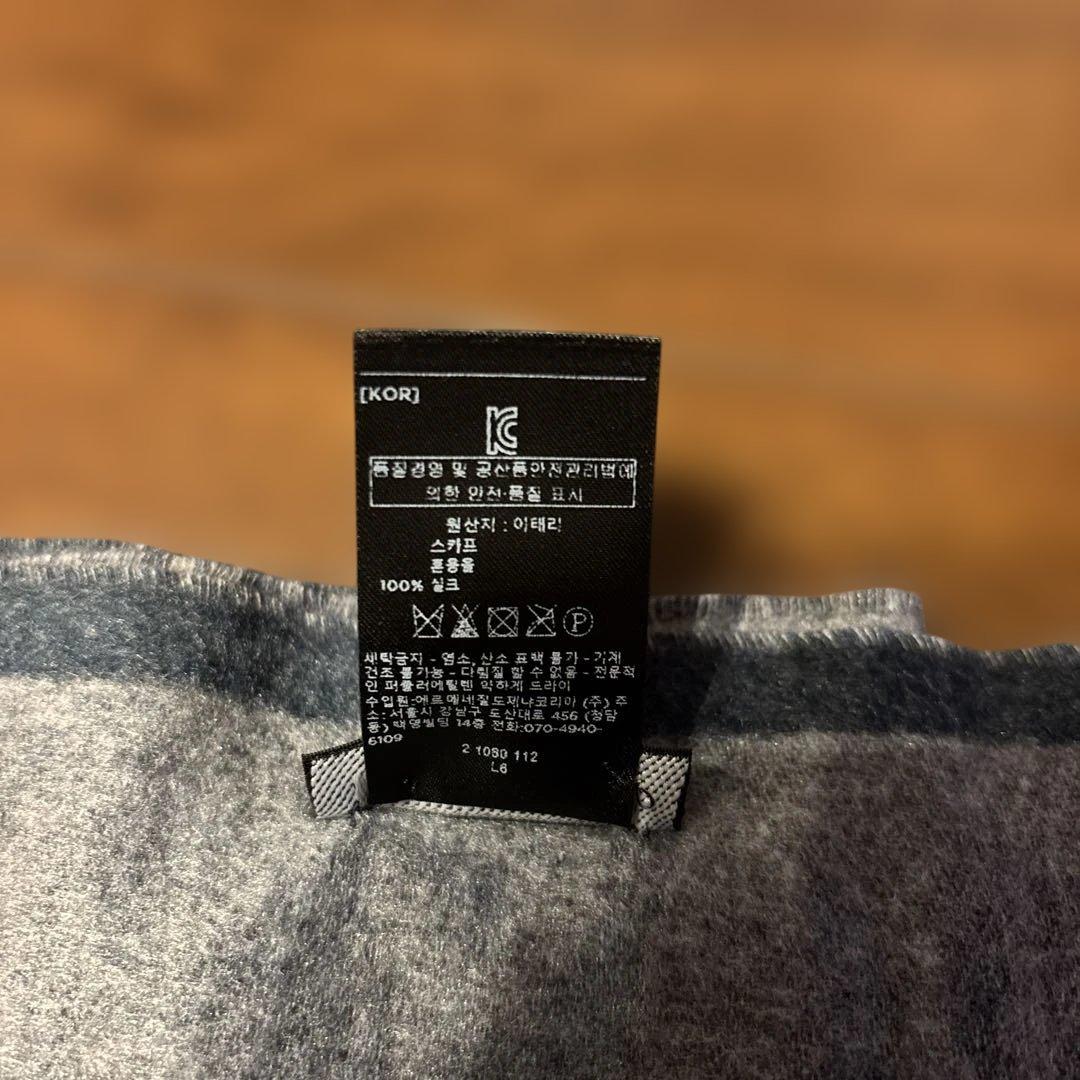 [KOR]
KC
품질경영 및 공산품안전관리법에
의한 안전·품질 표시
원산지 : 이태리
스카프
혼용율
100% 실크
P
세탁금지 - 염소, 산소 표백 불가 - 기계
건조 불가능 - 다림질 할 수 없음 - 전문적
인 퍼클러에틸렌 약하게 드라이
수입원:에르메네질도제냐코리아 (주) 주
소: 서울시 강남구 도산대로 456 (청담
동) 백영빌딩 14층 전화:070-4940-
6109
2 1080 112
L6